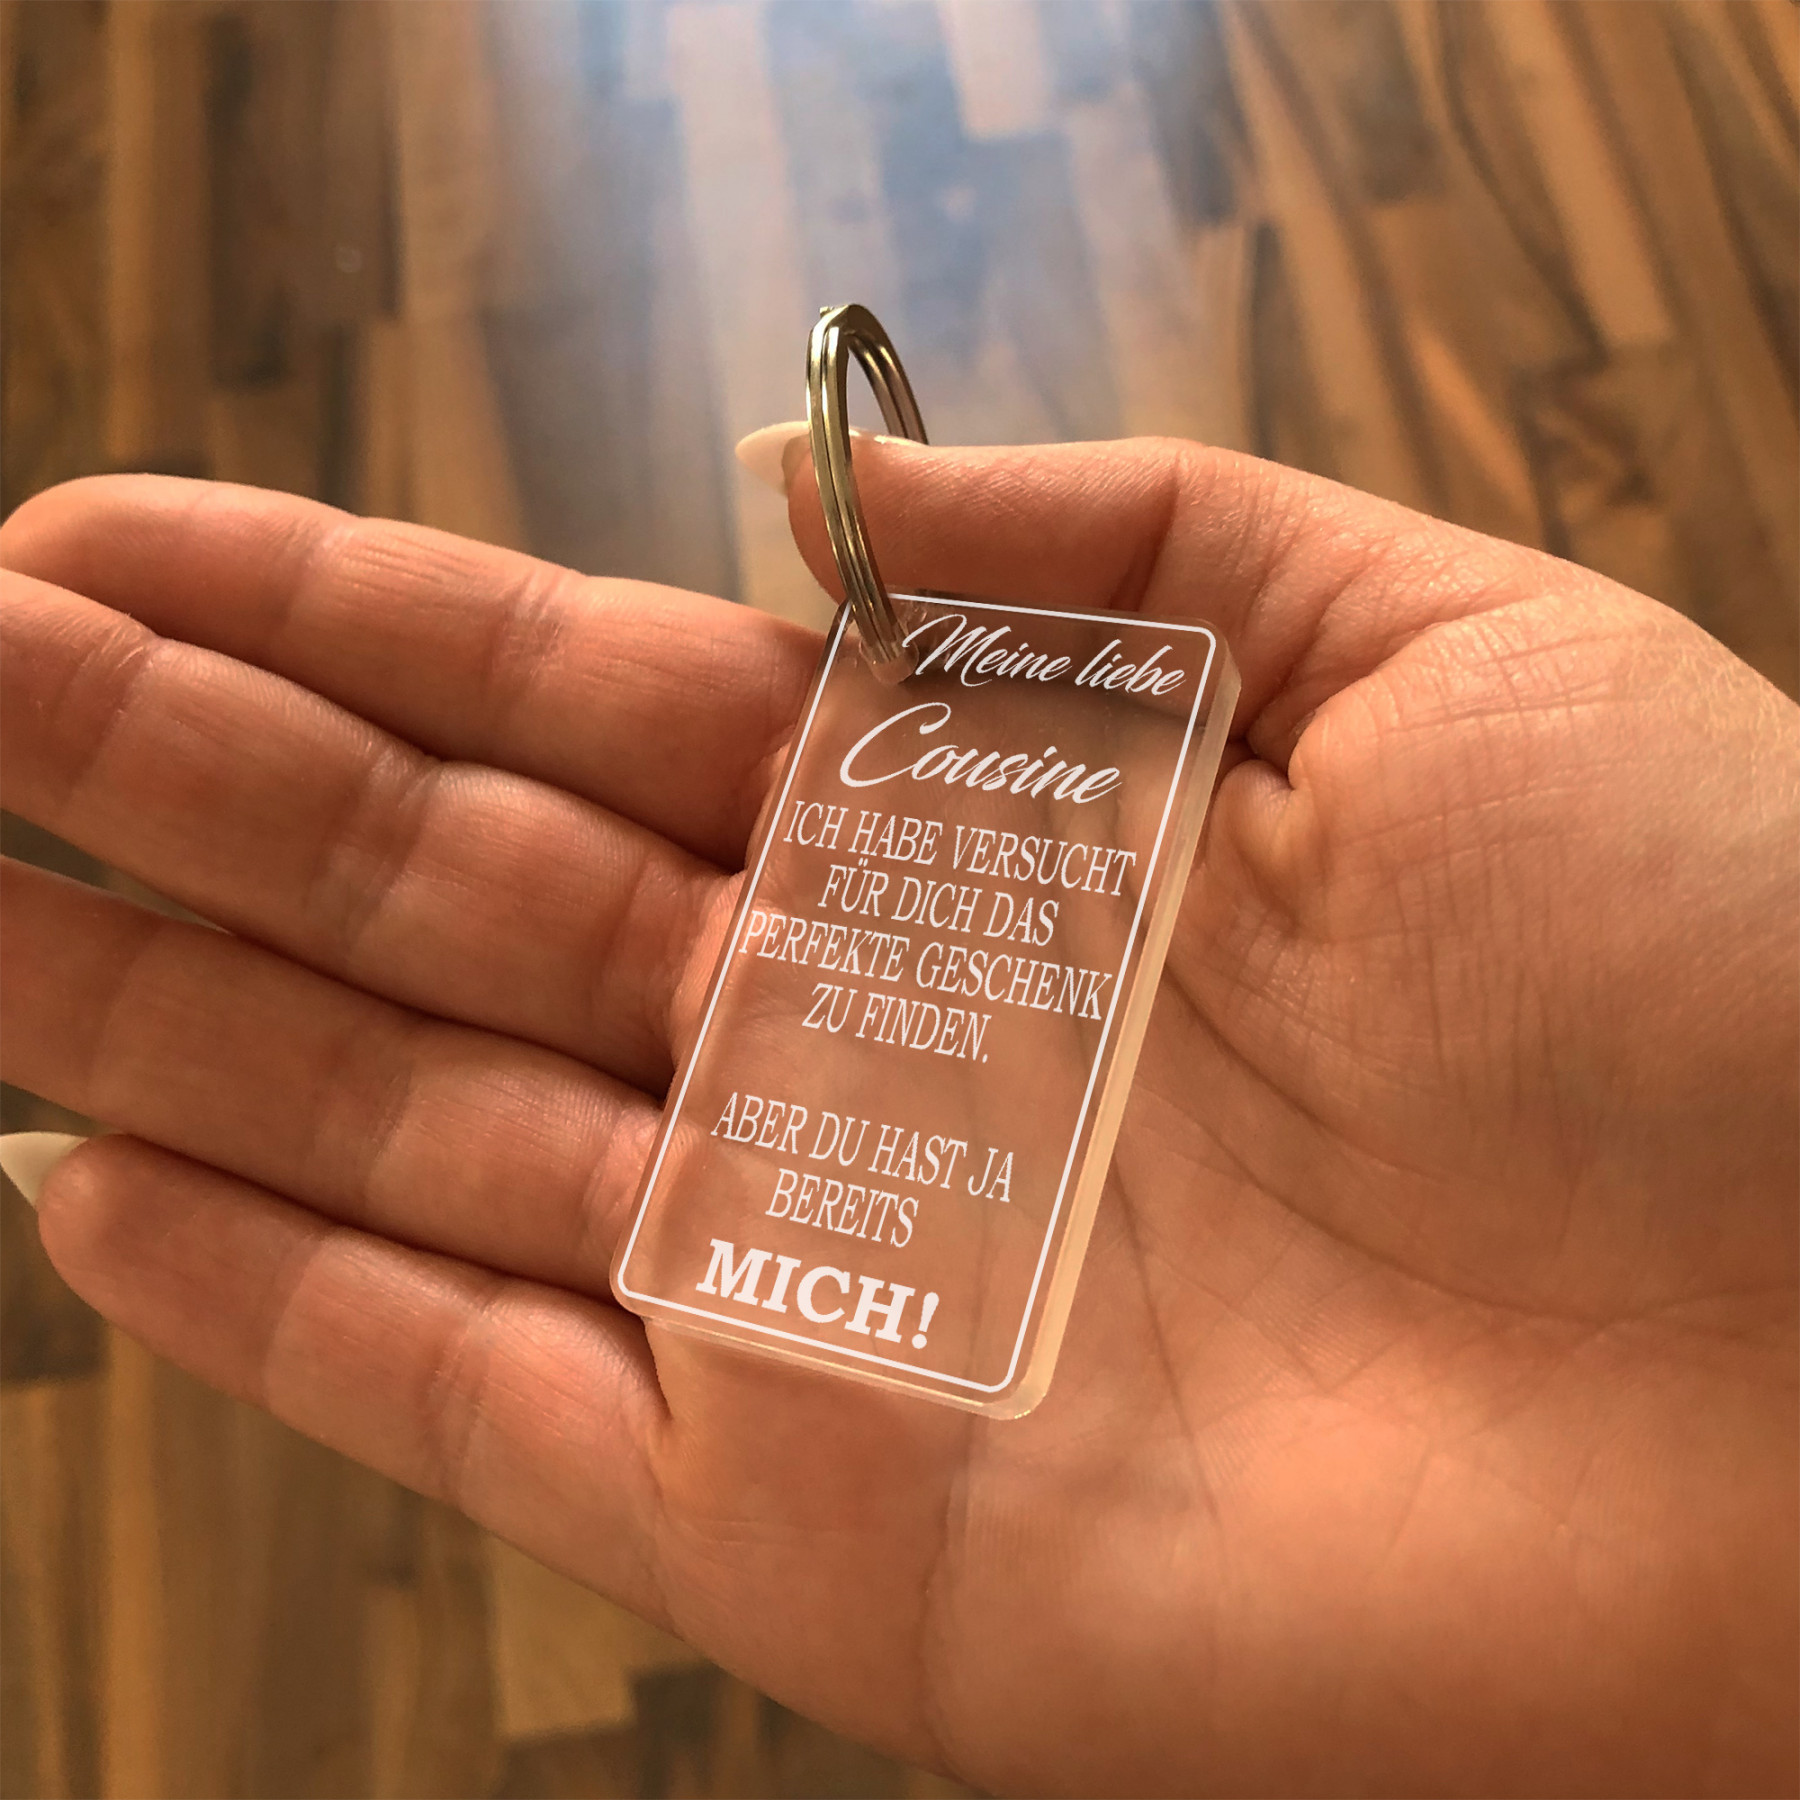 Meine liebe
Cousine
ICH HABE VERSUCHT
FÜR DICH DAS
PERFEKTE GESCHENK
ZU FINDEN.
ABER DU HAST JA
BEREITS
MICH!